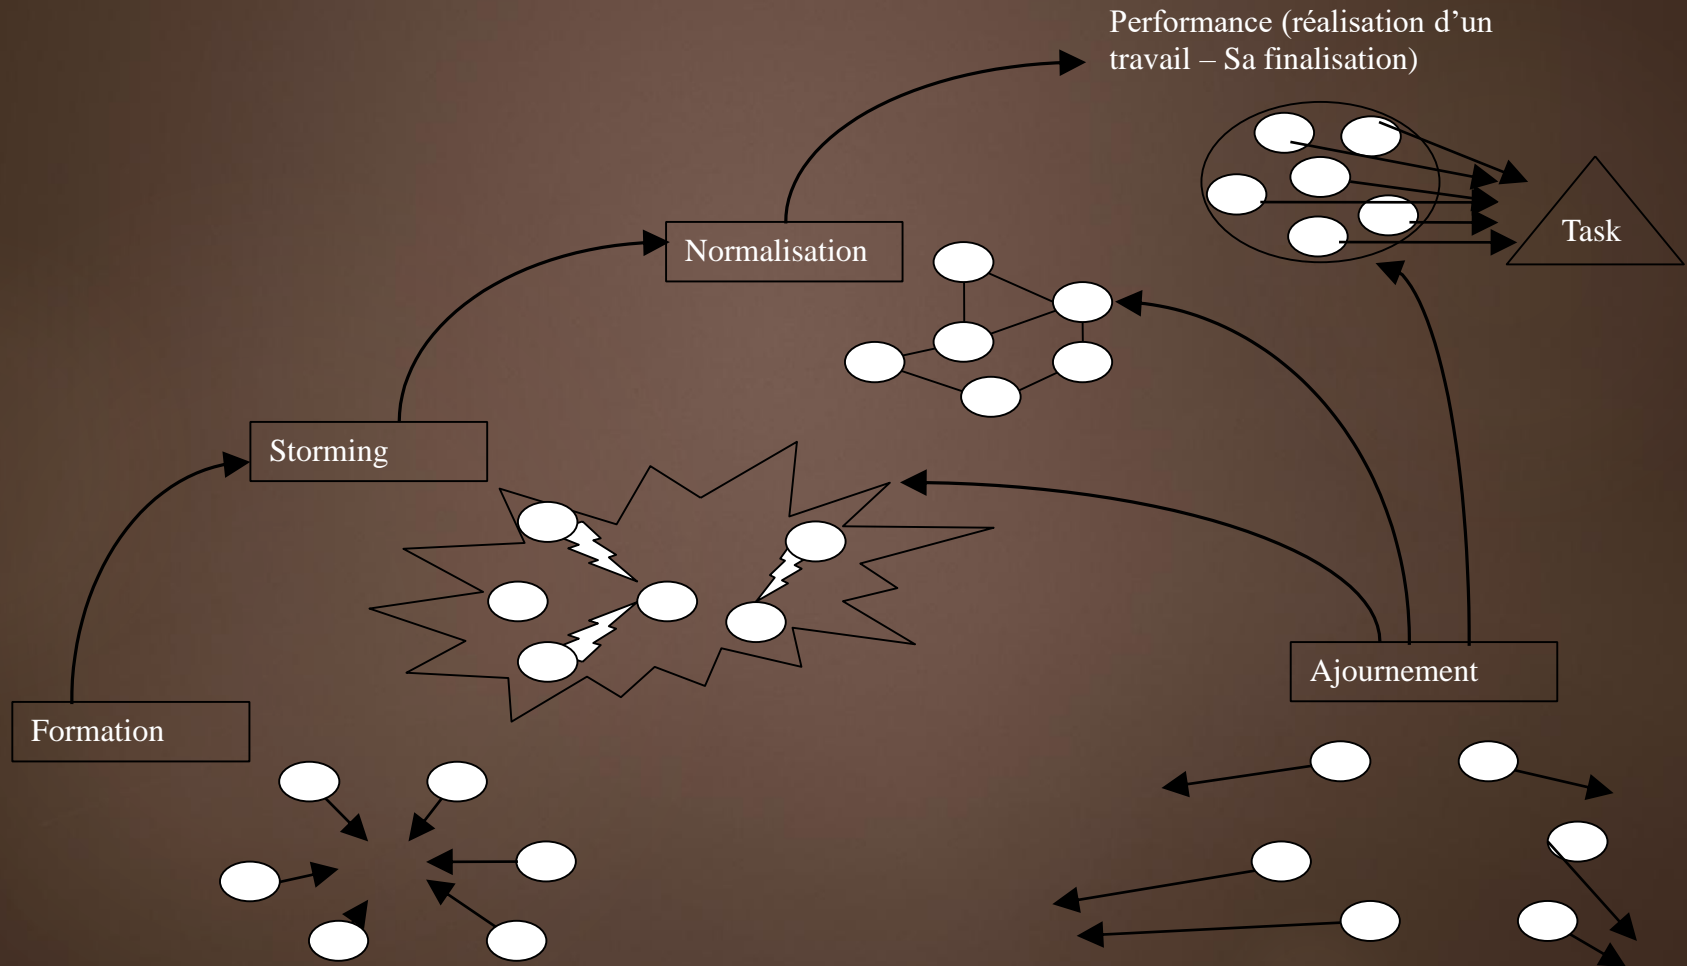 Performance (réalisation d’un
travail – Sa finalisation)
Task
Normalisation
Storming
Ajournement
Formation